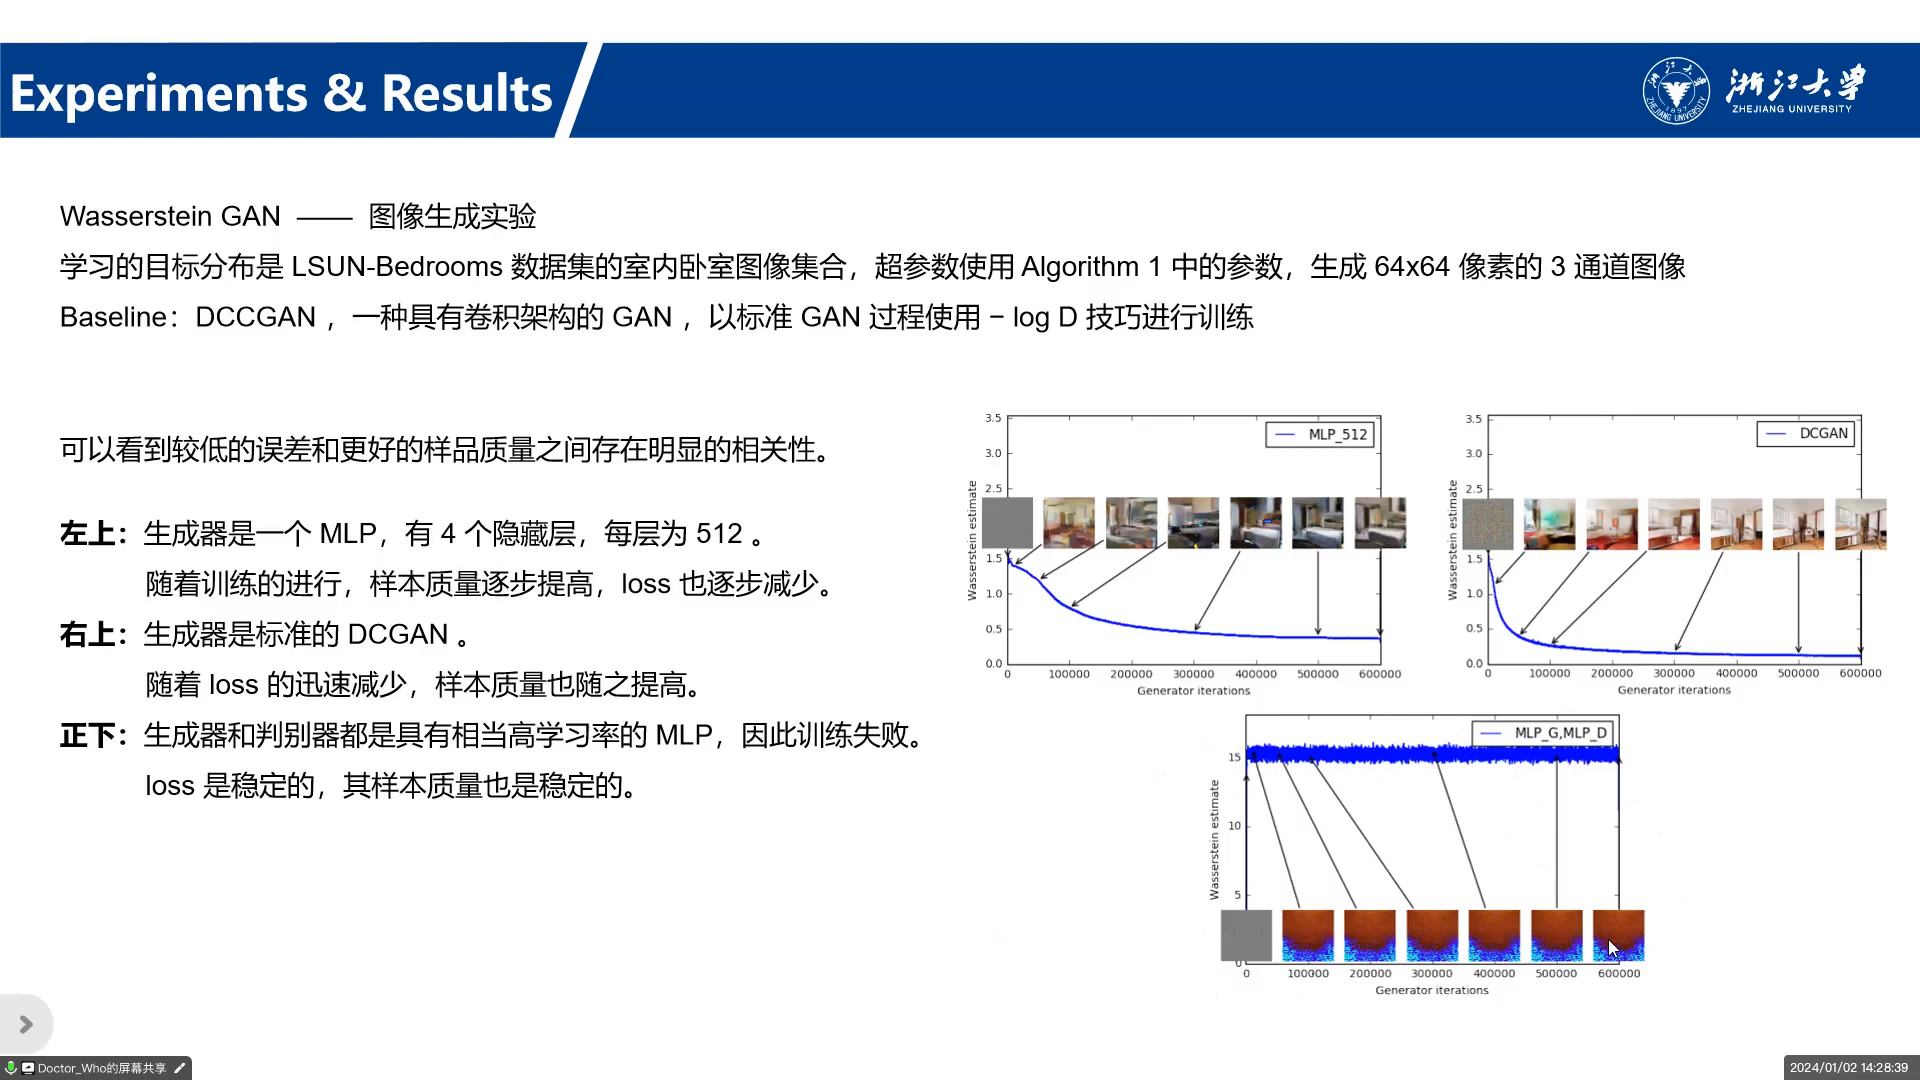 Experiments & Results
浙江大学
ZHEJIANG UNIVERSITY
浙江大学
1897
ZHEJIANG UNIVERSITY
Wasserstein GAN —— 图像生成实验
学习的目标分布是 LSUN-Bedrooms 数据集的室内卧室图像集合，超参数使用 Algorithm 1 中的参数，生成 64x64 像素的 3 通道图像
Baseline：DCCGAN ，一种具有卷积架构的 GAN ，以标准 GAN 过程使用 − log D 技巧进行训练
可以看到较低的误差和更好的样品质量之间存在明显的相关性。
左上：生成器是一个 MLP，有 4 个隐藏层，每层为 512 。
随着训练的进行，样本质量逐步提高，loss 也逐步减少。
右上：生成器是标准的 DCGAN 。
随着 loss 的迅速减少，样本质量也随之提高。
正下：生成器和判别器都是具有相当高学习率的 MLP，因此训练失败。
loss 是稳定的，其样本质量也是稳定的。
MLP_512
Wasserstein estimate
3.5
3.0
2.5
1.5
1.0
0.5
0.0
0 100000 200000 300000 400000 500000 600000
Generator iterations
DCGAN
Wasserstein estimate
3.5
3.0
2.5
1.5
1.0
0.5
0.0
0 100000 200000 300000 400000 500000 600000
Generator iterations
MLP_G,MLP_D
Wasserstein estimate
15
10
5
0
0 100000 200000 300000 400000 500000 600000
Generator iterations
Doctor_Who的屏幕共享
2024/01/02 14:28:39